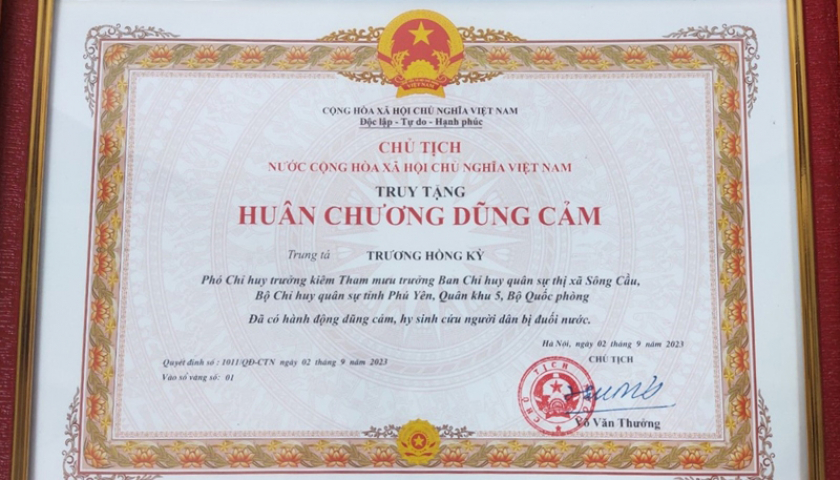 VIỆT NAM
CỘNG HÒA XÃ HỘI CHỦ NGHĨA VIỆT NAM
Độc lập - Tự do - Hạnh phúc
CHỦ TỊCH
NƯỚC CỘNG HÒA XÃ HỘI CHỦ NGHĨA VIỆT NAM
TRUY TẶNG
HUÂN CHƯƠNG DŨNG CẢM
Trung tá TRƯƠNG HỒNG KỲ
Phó Chỉ huy trưởng kiêm Tham mưu trưởng Ban Chỉ huy quân sự thị xã Sông Cầu,
Bộ Chỉ huy quân sự tỉnh Phú Yên, Quân khu 5, Bộ Quốc phòng
Đã có hành động dũng cảm, hy sinh cứu người dân bị đuối nước.
Hà Nội, ngày 02 tháng 9 năm 2023
Quyết định số : 1011/QĐ-CTN ngày 02 tháng 9 năm 2023
CHỦ TỊCH
Vào sổ vàng số: 01
Võ Văn Thưởng